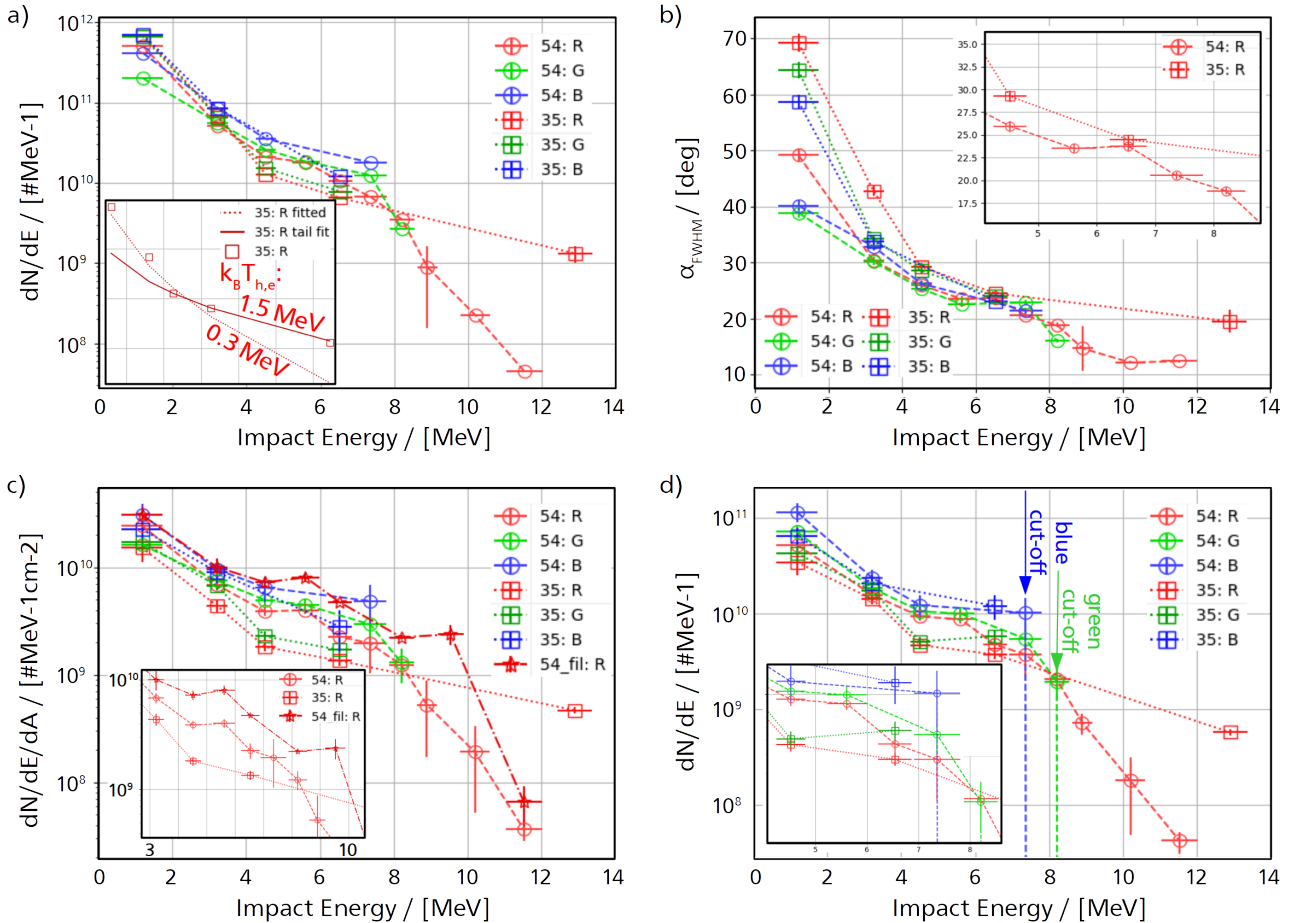 a)
10¹²
10¹¹
10¹⁰
10⁹
10⁸
dN/dE / [#MeV-1]
54: R
54: G
54: B
35: R
35: G
35: B
35: R fitted
35: R tail fit
35: R
k_BT_h,e:
1.5 MeV
0.3 MeV
0 2 4 6 8 10 12 14
Impact Energy / [MeV]
b)
70
60
50
40
30
20
10
α_FWHM / [deg]
35.0
32.5
30.0
27.5
25.0
22.5
20.0
17.5
5 6 7 8
54: R
35: R
54: R 35: R
54: G 35: G
54: B 35: B
0 2 4 6 8 10 12 14
Impact Energy / [MeV]
c)
10¹⁰
10⁹
10⁸
dN/dE/dA / [#MeV-1cm-2]
54: R
54: G
54: B
35: R
35: G
35: B
54_fil: R
10¹⁰
10⁹
54: R
35: R
54_fil: R
3 10
0 2 4 6 8 10 12 14
Impact Energy / [MeV]
d)
10¹¹
10¹⁰
10⁹
10⁸
dN/dE / [#MeV-1]
blue
cut-off
green
cut-off
54: R
54: G
54: B
35: R
35: G
35: B
5 6 7 8
0 2 4 6 8 10 12 14
Impact Energy / [MeV]